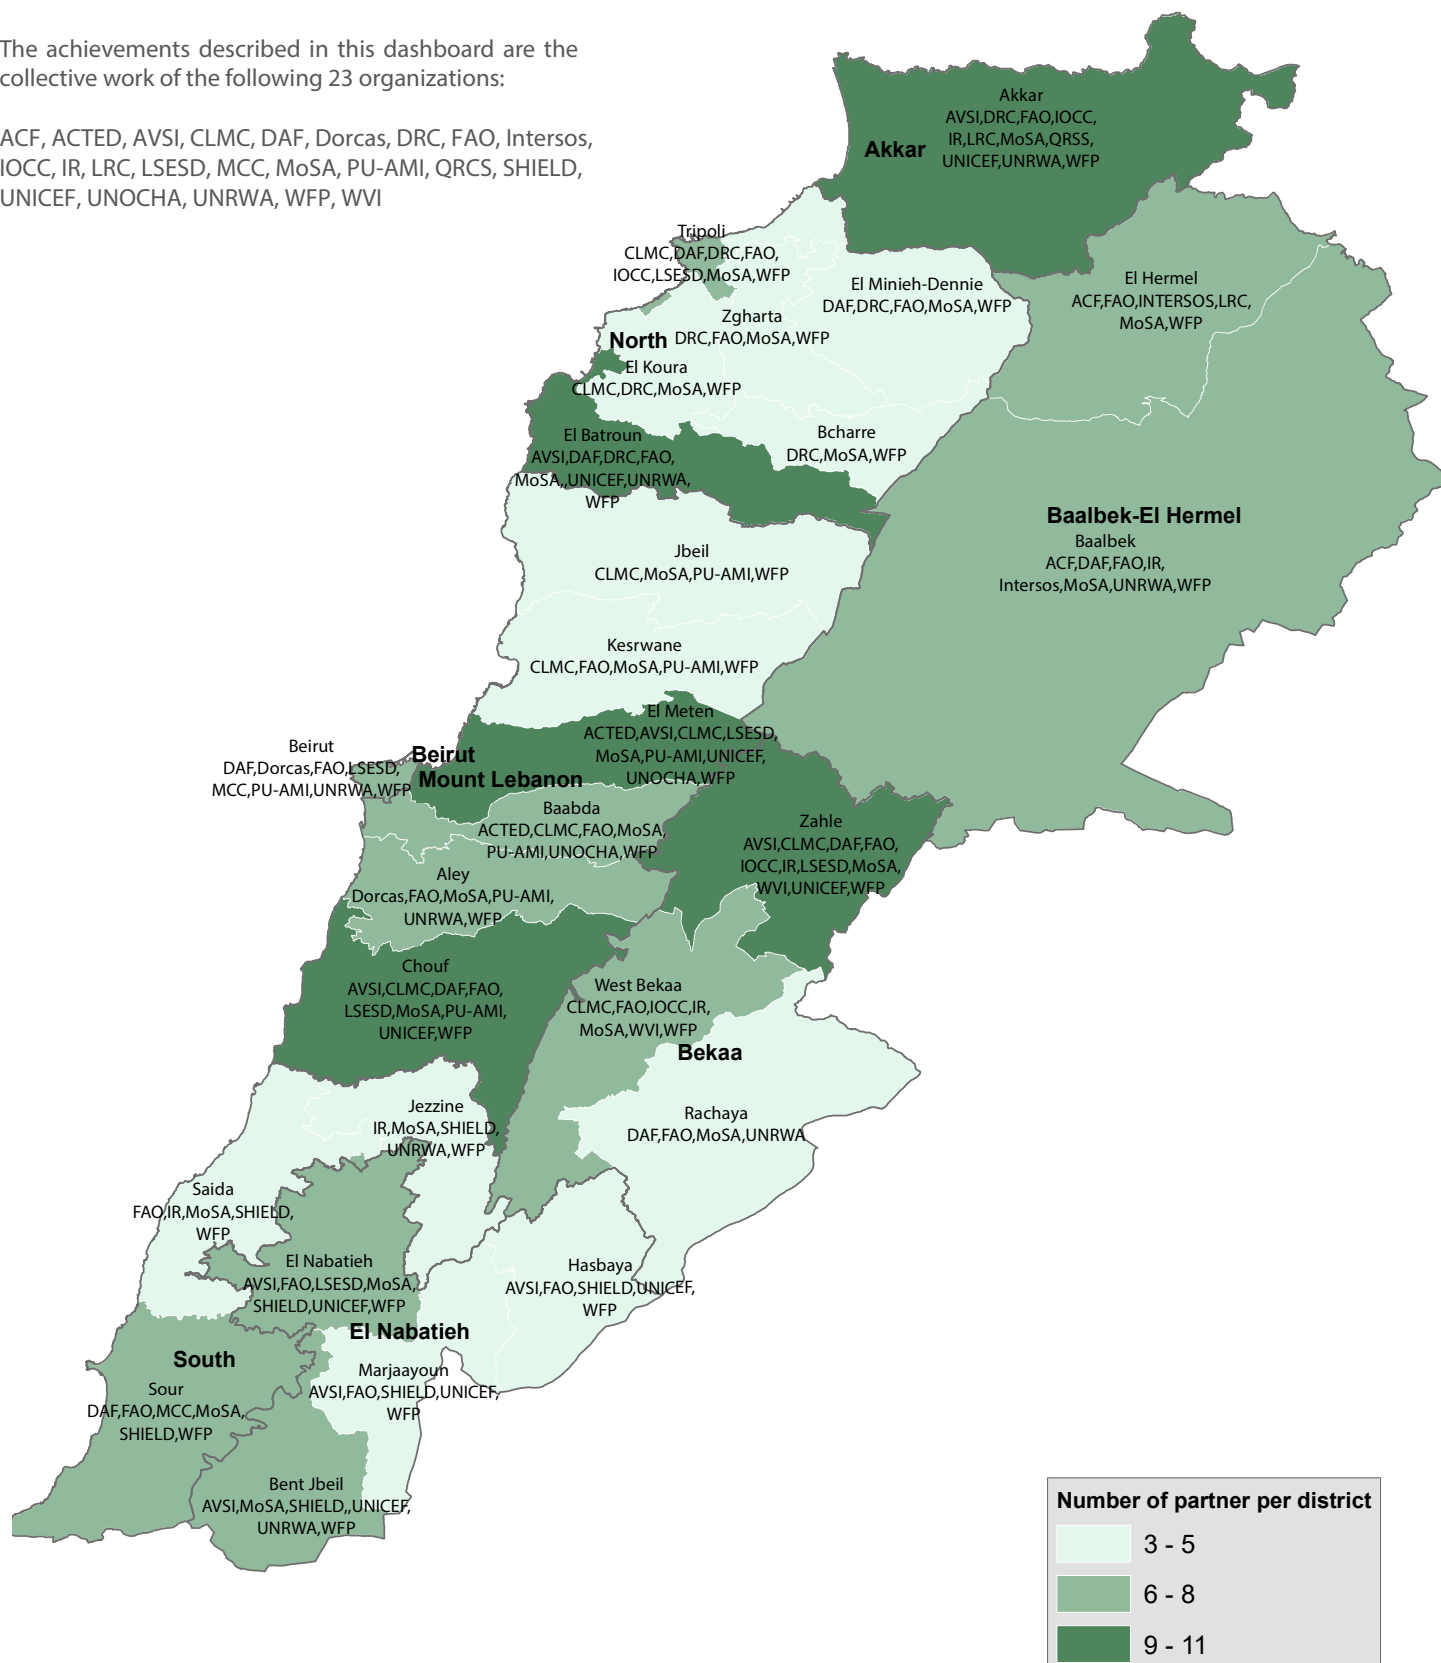 The achievements described in this dashboard are the
collective work of the following 23 organizations:
ACF, ACTED, AVSI, CLMC, DAF, Dorcas, DRC, FAO, Intersos,
IOCC, IR, LRC, LSESD, MCC, MoSA, PU-AMI, QRCS, SHIELD,
UNICEF, UNOCHA, UNRWA, WFP, WVI
Akkar
AVSI,DRC,FAO,IOCC,
IR,LRC,MoSA,QRSS,
UNICEF,UNRWA,WFP
Akkar
Tripoli
CLMC,DAF,DRC,FAO,
IOCC,LSESD,MoSA,WFP
El Minieh-Dennie
DAF,DRC,FAO,MoSA,WFP
El Hermel
ACF,FAO,INTERSOS,LRC,
MoSA,WFP
Zgharta
DRC,FAO,MoSA,WFP
North
El Koura
CLMC,DRC,MoSA,WFP
Bcharre
DRC,MoSA,WFP
El Batroun
AVSI,DAF,DRC,FAO,
MoSA,,UNICEF,UNRWA,
WFP
Baalbek-El Hermel
Baalbek
ACF,DAF,FAO,IR,
Intersos,MoSA,UNRWA,WFP
Jbeil
CLMC,MoSA,PU-AMI,WFP
Kesrwane
CLMC,FAO,MoSA,PU-AMI,WFP
El Meten
ACTED,AVSI,CLMC,LSESD,
MoSA,PU-AMI,UNICEF,
UNOCHA,WFP
Beirut
DAF,Dorcas,FAO,LSESD,
MCC,PU-AMI,UNRWA,WFP
Beirut
Mount Lebanon
Baabda
ACTED,CLMC,FAO,MoSA,
PU-AMI,UNOCHA,WFP
Zahle
AVSI,CLMC,DAF,FAO,
IOCC,IR,LSESD,MoSA,
WVI,UNICEF,WFP
Aley
Dorcas,FAO,MoSA,PU-AMI,
UNRWA,WFP
Chouf
AVSI,CLMC,DAF,FAO,
LSESD,MoSA,PU-AMI,
UNICEF,WFP
West Bekaa
CLMC,FAO,IOCC,IR,
MoSA,WVI,WFP
Bekaa
Jezzine
IR,MoSA,SHIELD,
UNRWA,WFP
Rachaya
DAF,FAO,MoSA,UNRWA
Saida
FAO,IR,MoSA,SHIELD,
WFP
El Nabatieh
AVSI,FAO,LSESD,MoSA,
SHIELD,UNICEF,WFP
Hasbaya
AVSI,FAO,SHIELD,UNICEF,
WFP
El Nabatieh
South
Marjaayoun
AVSI,FAO,SHIELD,UNICEF,
WFP
Sour
DAF,FAO,MCC,MoSA,
SHIELD,WFP
Bent Jbeil
AVSI,MoSA,SHIELD,,UNICEF,
UNRWA,WFP
Number of partner per district
3 - 5
6 - 8
9 - 11